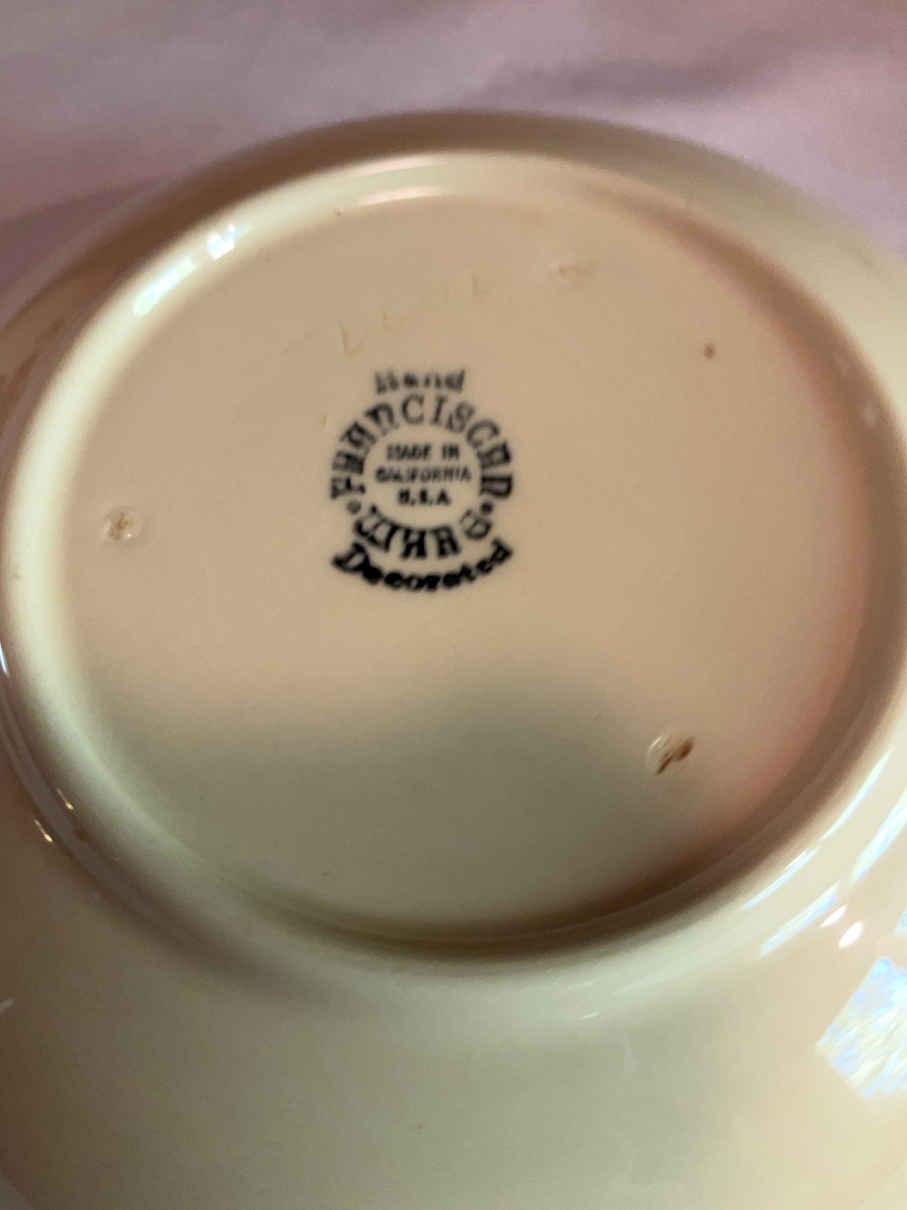 Hand
FRANCISCAN
MADE IN
CALIFORNIA
U.S.A
WARE
Decorated